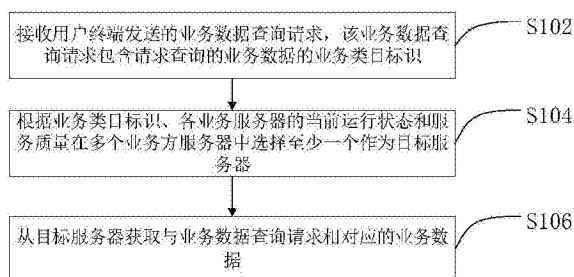 接收用户终端发送的业务数据查询请求，该业务数据查
询请求包含请求查询的业务数据的业务类目标识
S102
根据业务类目标识、各业务服务器的当前运行状态和服
务质量在多个业务方服务器中选择至少一个作为目标服
务器
S104
从目标服务器获取与业务数据查询请求相对应的业务数
据
S106